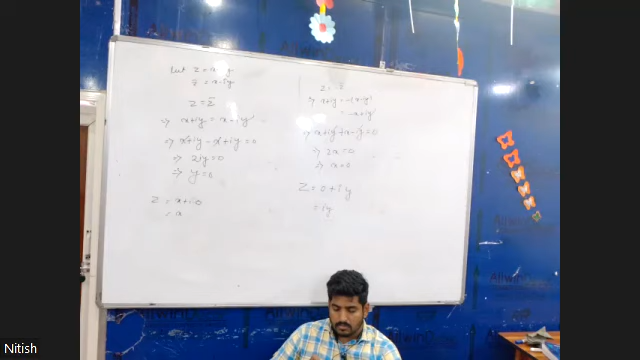 Let Z = x+iy
z̄ = x-iy
Z = z̄
⇒ x+iy = x-iy
⇒ x+iy-x+iy=0
⇒ 2iy=0
⇒ y=0
Z = x+i0
= x
Z=-z̄
⇒ x+iy=-(x-iy)
= -x+iy
⇒ x+iy+x-iy=0
⇒ 2x=0
⇒ x=0
Z=0+iy
= iy
Nitish